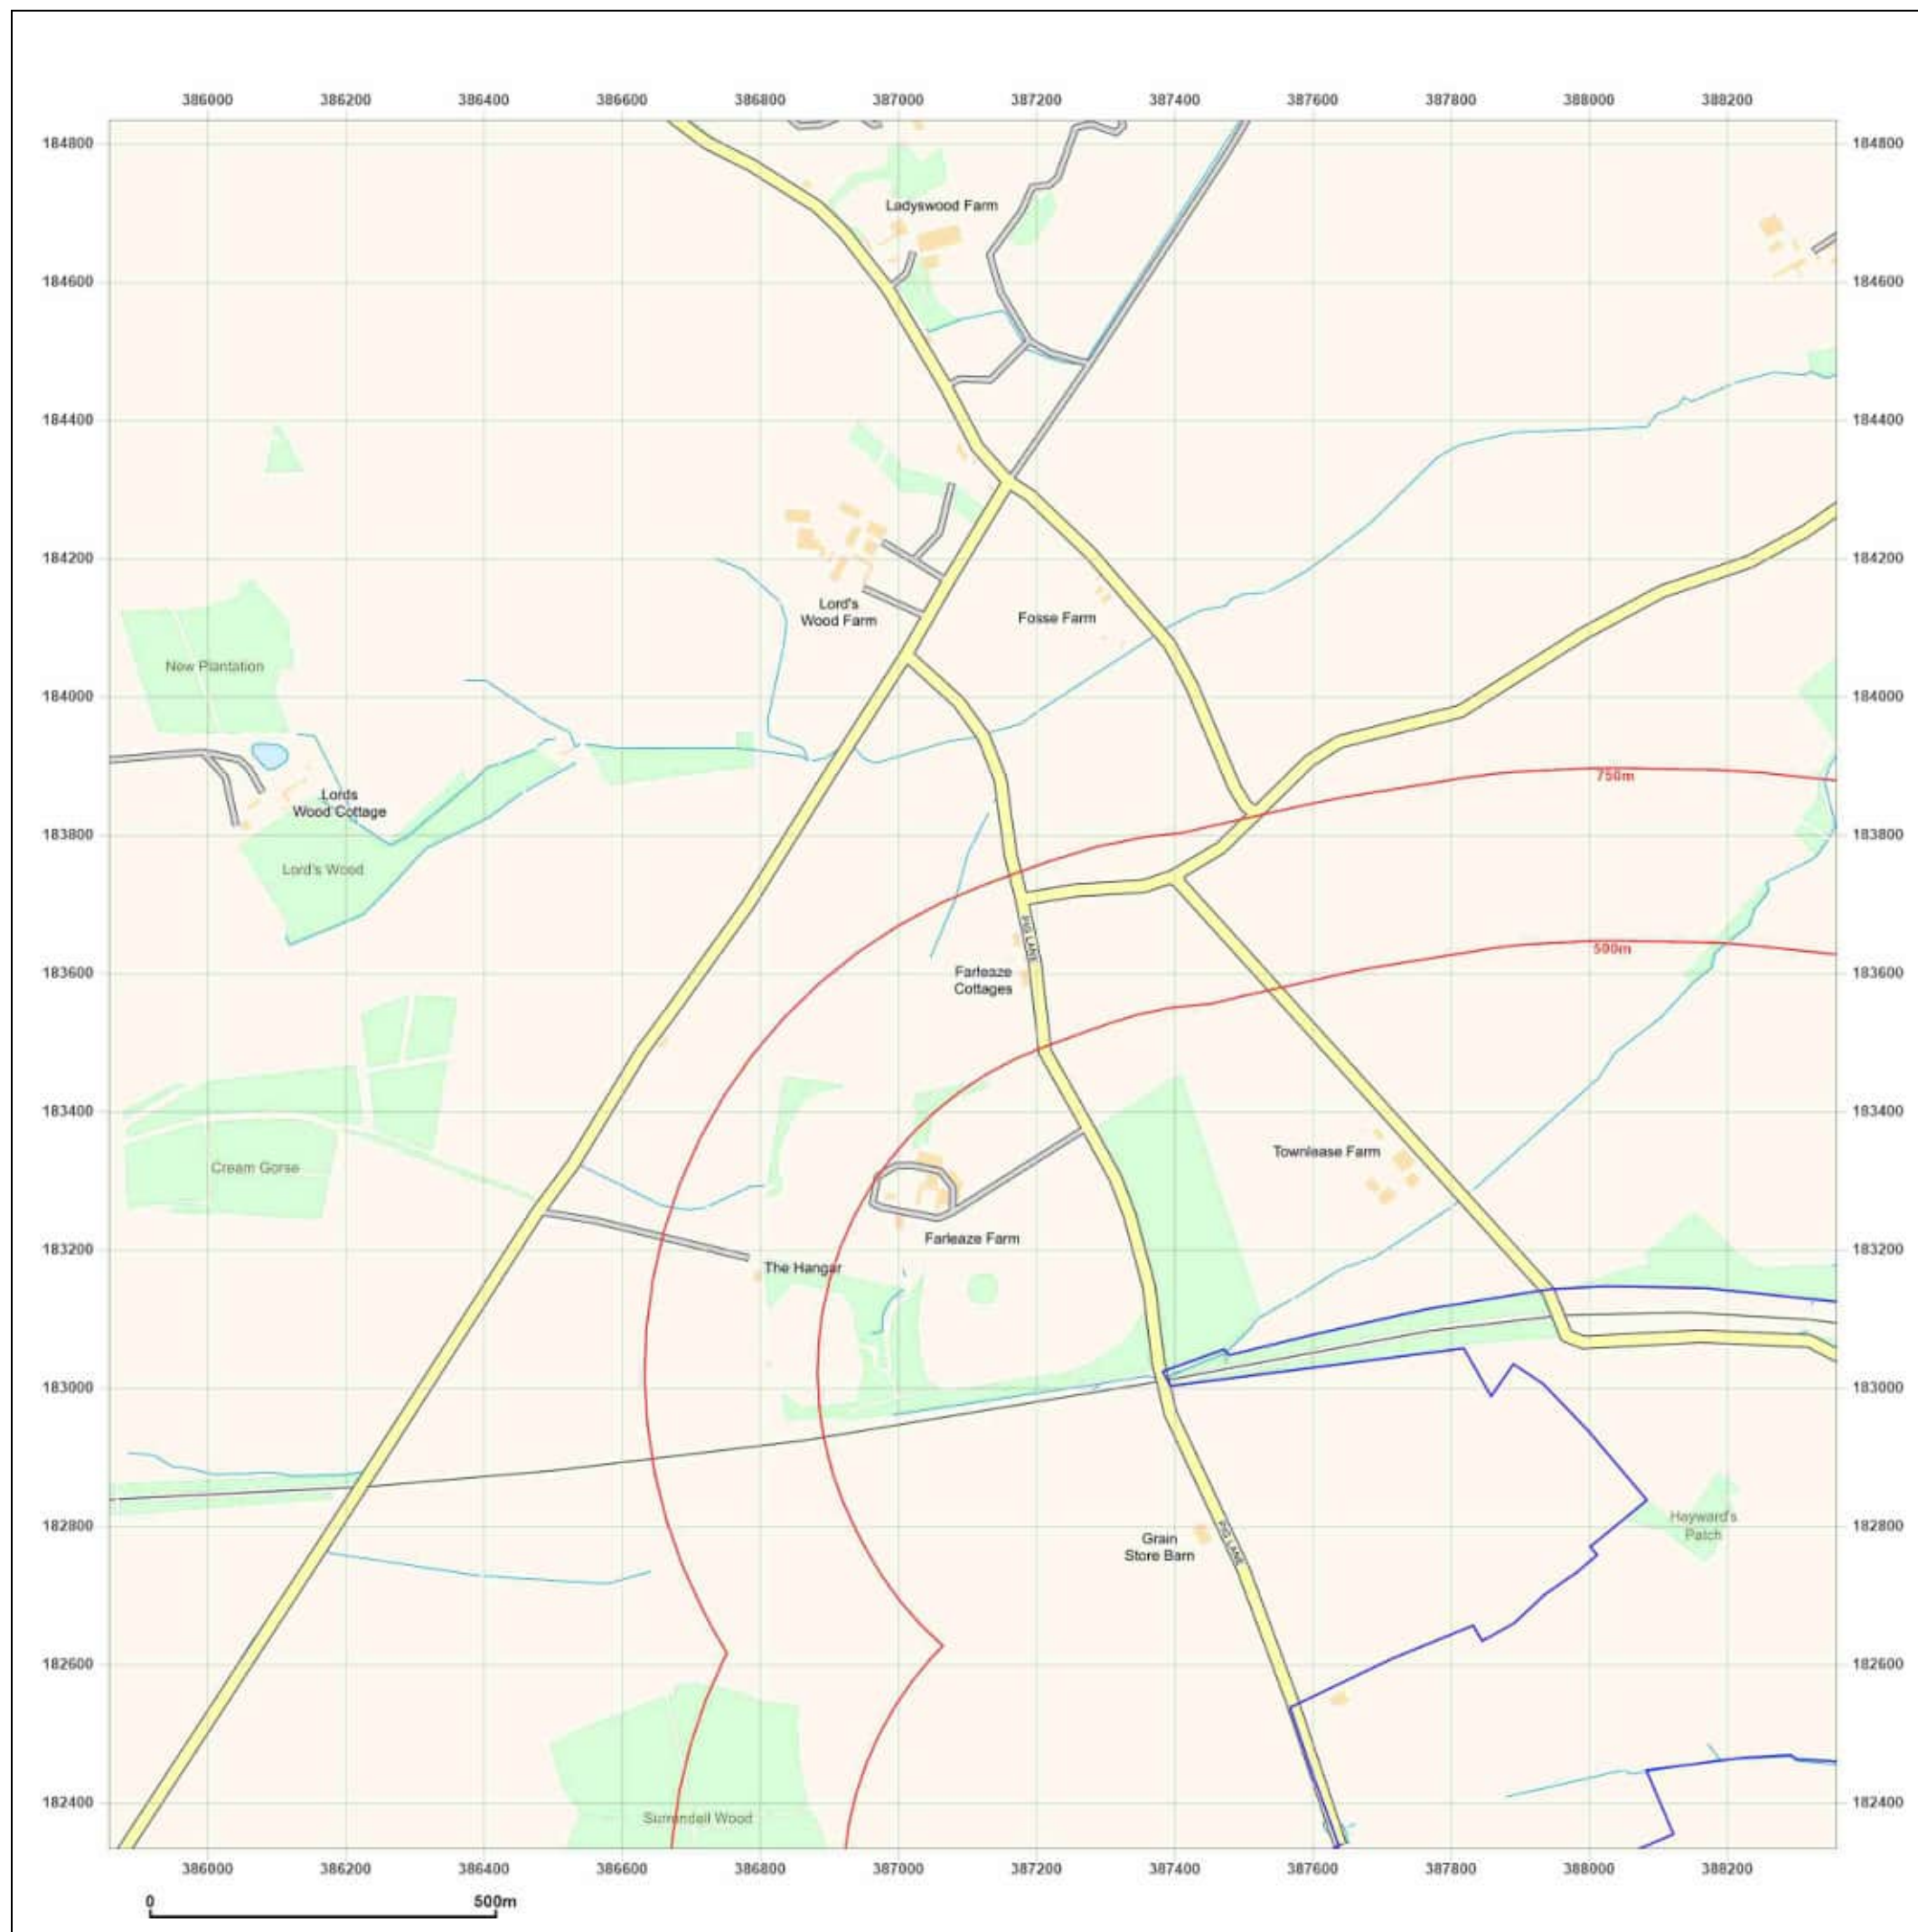 386000 386200 386400 386600 386800 387000 387200 387400 387600 387800 388000 388200
184800 184800
Ladyswood Farm
184600 184600
184400 184400
184200 184200
Lord's
Wood Farm
Fosse Farm
New Plantation
184000 184000
750m
Lords
Wood Cottage
183800 183800
Lord's Wood
PIG LANE
500m
183600 183600
Farleaze
Cottages
183400 183400
Cream Gorse
Townlease Farm
Farleaze Farm
183200 183200
The Hangar
183000 183000
182800 182800
Hayward's
Patch
Grain
Store Barn
PIG LANE
182600 182600
182400 182400
Surrendell Wood
386000 386200 386400 386600 386800 387000 387200 387400 387600 387800 388000 388200
0 500m